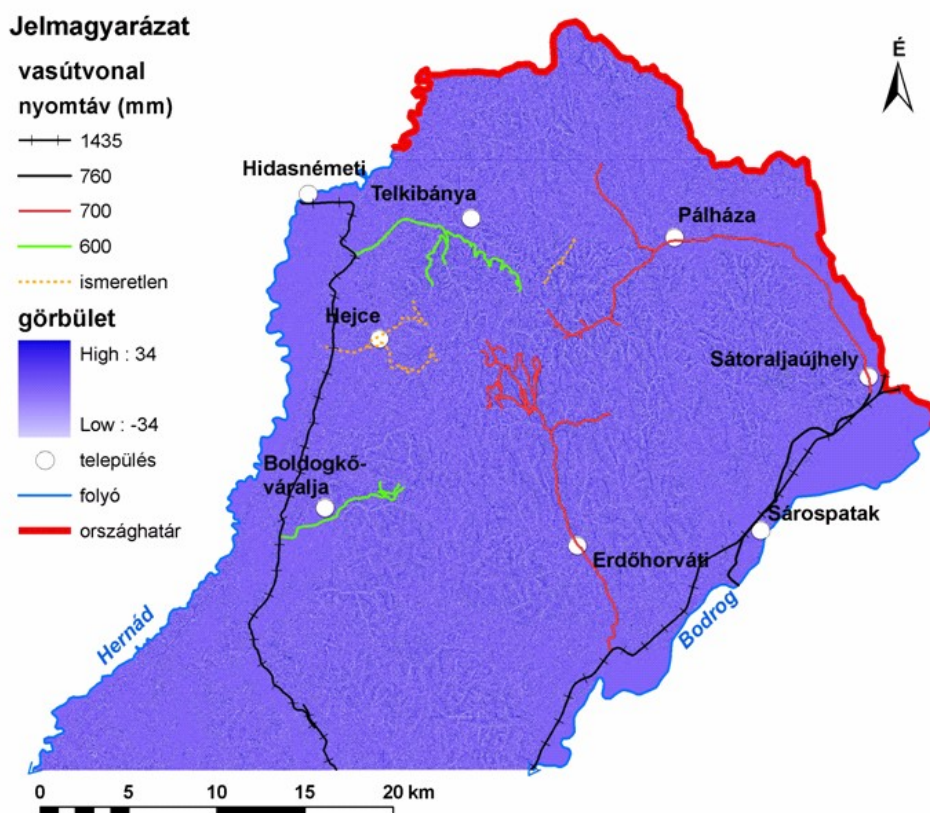 Jelmagyarázat
vasútvonal
nyomtáv (mm)
1435
760
700
600
ismeretlen
görbület
High : 34
Low : -34
település
folyó
országhatár
É
Hidasnémeti
Telkibánya
Pálháza
Hejce
Sátoraljaújhely
Boldogkő-
váralja
Sárospatak
Erdőhorváti
Hernád
Bodrog
0 5 10 15 20 km